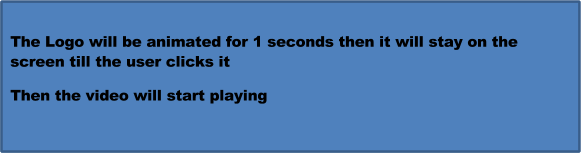 The Logo will be animated for 1 seconds then it will stay on the
screen till the user clicks it
Then the video will start playing